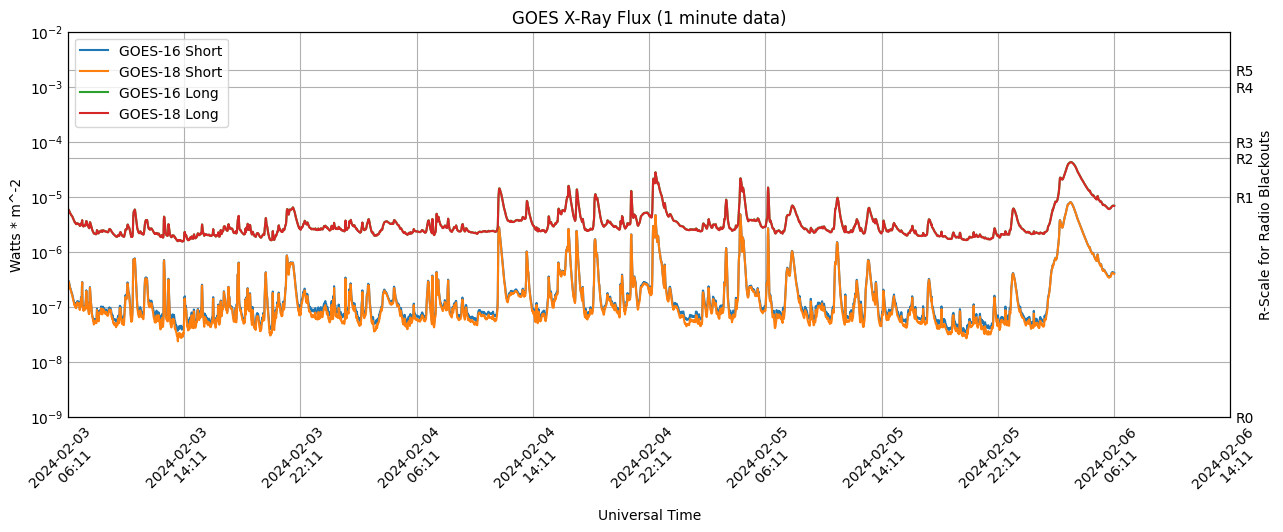 GOES X-Ray Flux (1 minute data)
GOES-16 Short
GOES-18 Short
GOES-16 Long
GOES-18 Long
10^-2
10^-3
10^-4
10^-5
10^-6
10^-7
10^-8
10^-9
Watts * m^-2
R5
R4
R3
R2
R1
R0
R-Scale for Radio Blackouts
2024-02-03
06:11
2024-02-03
14:11
2024-02-03
22:11
2024-02-04
06:11
2024-02-04
14:11
2024-02-04
22:11
2024-02-05
06:11
2024-02-05
14:11
2024-02-05
22:11
2024-02-06
06:11
2024-02-06
14:11
Universal Time